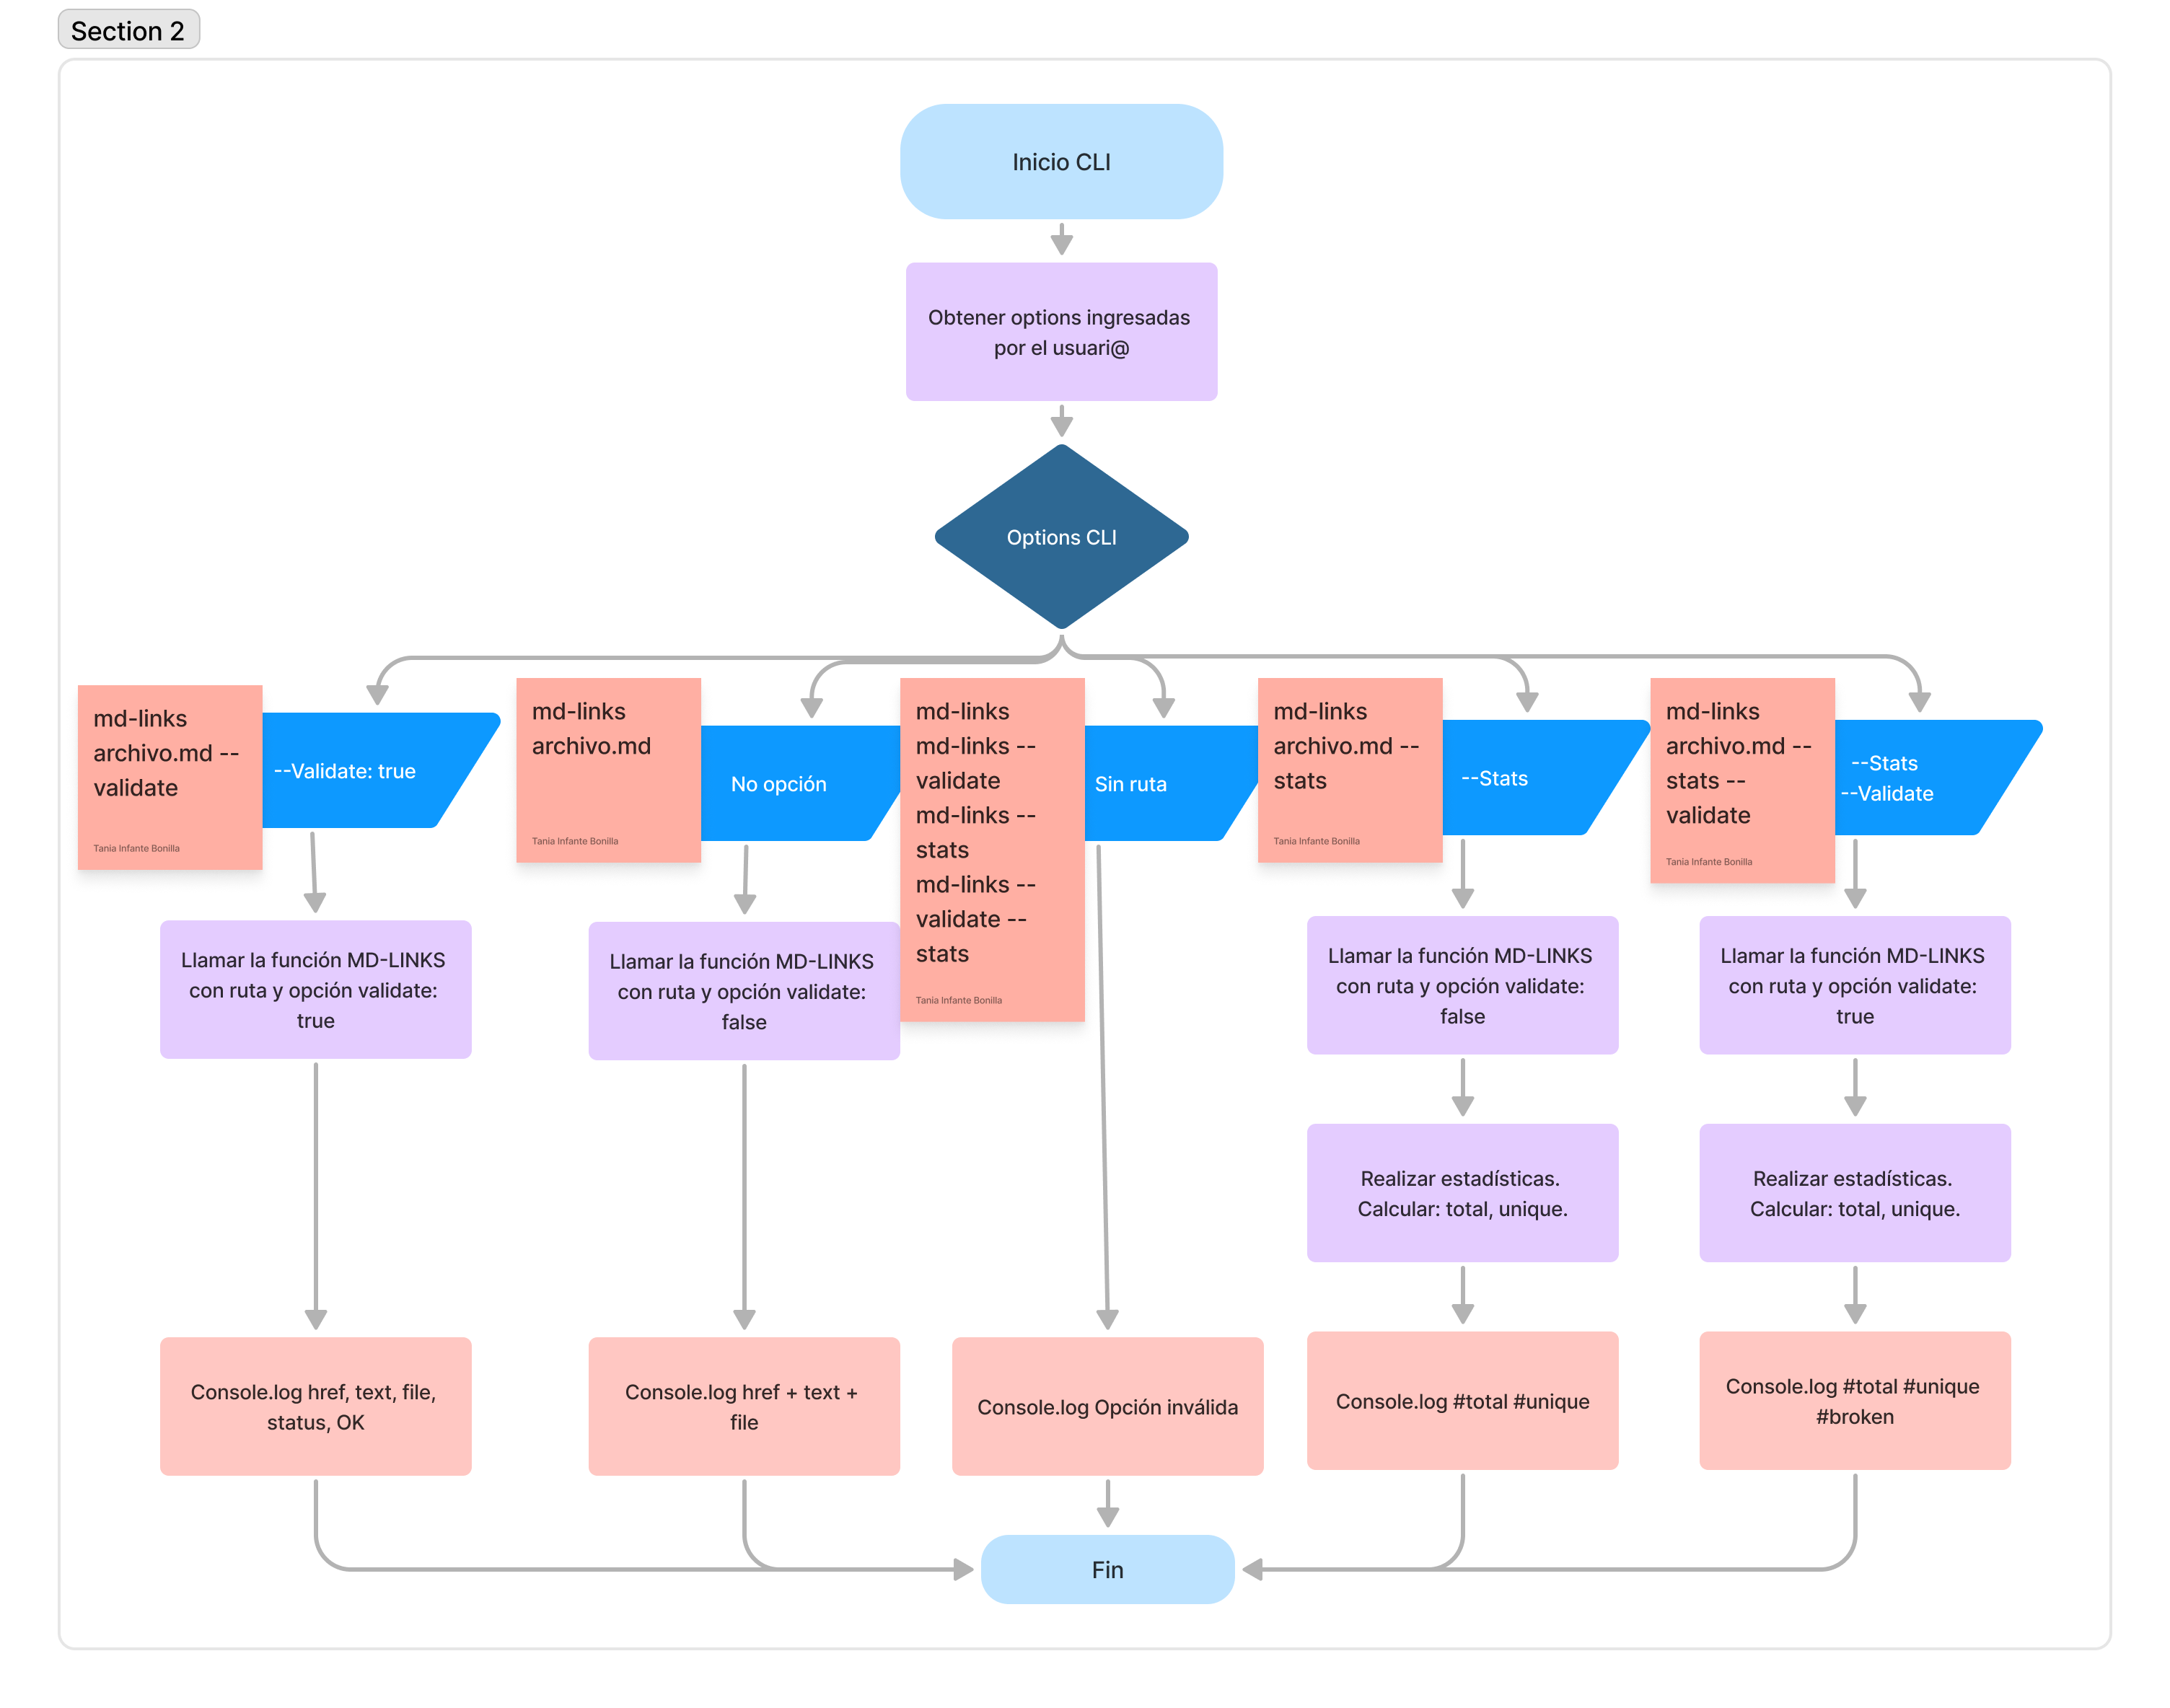 Section 2
Inicio CLI
Obtener options ingresadas
por el usuari@
Options CLI
md-links
archivo.md --
validate
Tania Infante Bonilla
--Validate: true
md-links
archivo.md
Tania Infante Bonilla
No opción
md-links
md-links --
validate
md-links --
stats
md-links --
validate --
stats
Tania Infante Bonilla
Sin ruta
md-links
archivo.md --
stats
Tania Infante Bonilla
--Stats
md-links
archivo.md --
stats --
validate
Tania Infante Bonilla
--Stats
--Validate
Llamar la función MD-LINKS
con ruta y opción validate:
true
Llamar la función MD-LINKS
con ruta y opción validate:
false
Llamar la función MD-LINKS
con ruta y opción validate:
false
Llamar la función MD-LINKS
con ruta y opción validate:
true
Realizar estadísticas.
Calcular: total, unique.
Realizar estadísticas.
Calcular: total, unique.
Console.log href, text, file,
status, OK
Console.log href + text +
file
Console.log Opción inválida
Console.log #total #unique
Console.log #total #unique
#broken
Fin